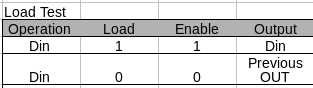 Load Test
Operation Load Enable Output
Din 1 1 Din
Din 0 0 Previous OUT